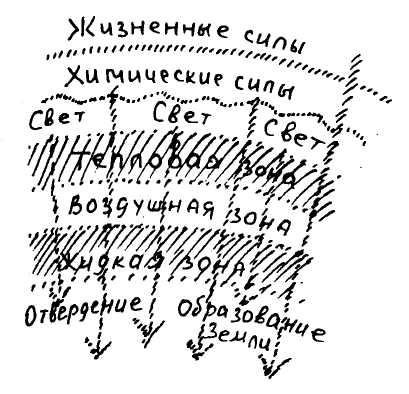 Жизненные силы
Химические силы
Свет Свет Свет
Тепловая зона
Воздушная зона
Жидкая зона
Отвердение Образование
Земли